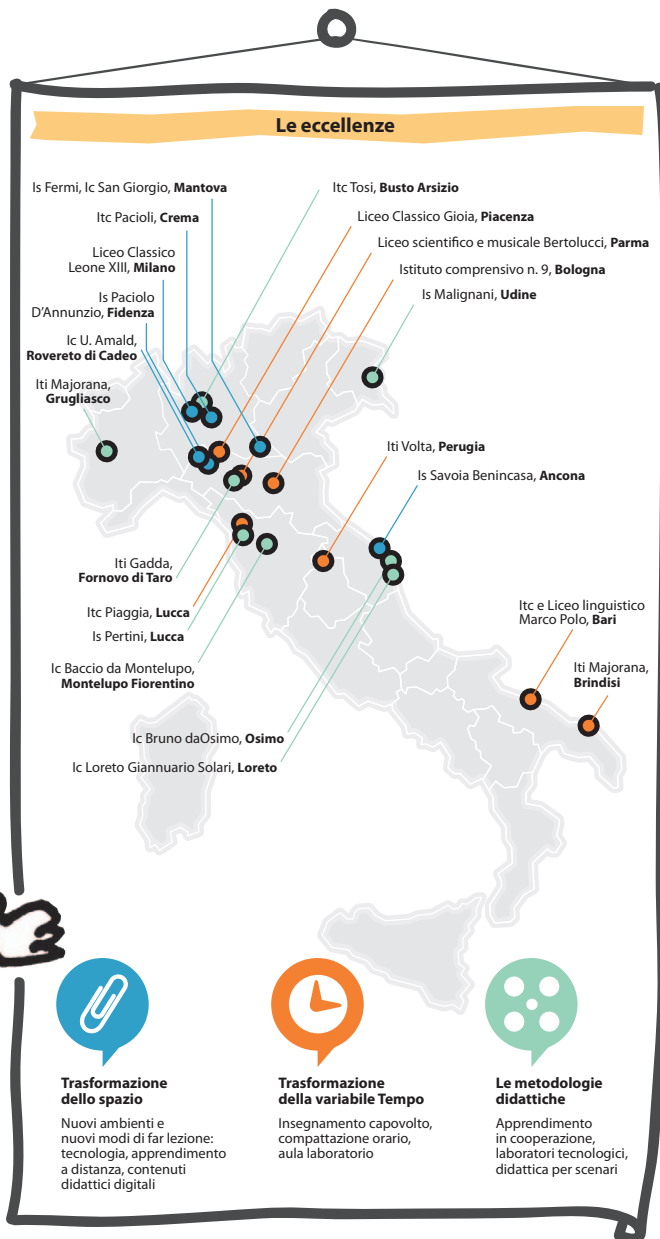 Le eccellenze
Is Fermi, Ic San Giorgio, Mantova
Itc Pacioli, Crema
Liceo Classico
Leone XIII, Milano
Is Paciolo
D'Annunzio, Fidenza
Ic U. Amald,
Rovereto di Cadeo
Iti Majorana,
Grugliasco
Itc Tosi, Busto Arsizio
Liceo Classico Gioia, Piacenza
Liceo scientifico e musicale Bertolucci, Parma
Istituto comprensivo n. 9, Bologna
Is Malignani, Udine
Iti Volta, Perugia
Is Savoia Benincasa, Ancona
Iti Gadda,
Fornovo di Taro
Itc Piaggia, Lucca
Is Pertini, Lucca
Ic Baccio da Montelupo,
Montelupo Fiorentino
Itc e Liceo linguistico
Marco Polo, Bari
Iti Majorana,
Brindisi
Ic Bruno daOsimo, Osimo
Ic Loreto Giannuario Solari, Loreto
Trasformazione
dello spazio
Nuovi ambienti e
nuovi modi di far lezione:
tecnologia, apprendimento
a distanza, contenuti
didattici digitali
Trasformazione
della variabile Tempo
Insegnamento capovolto,
compattazione orario,
aula laboratorio
Le metodologie
didattiche
Apprendimento
in cooperazione,
laboratori tecnologici,
didattica per scenari